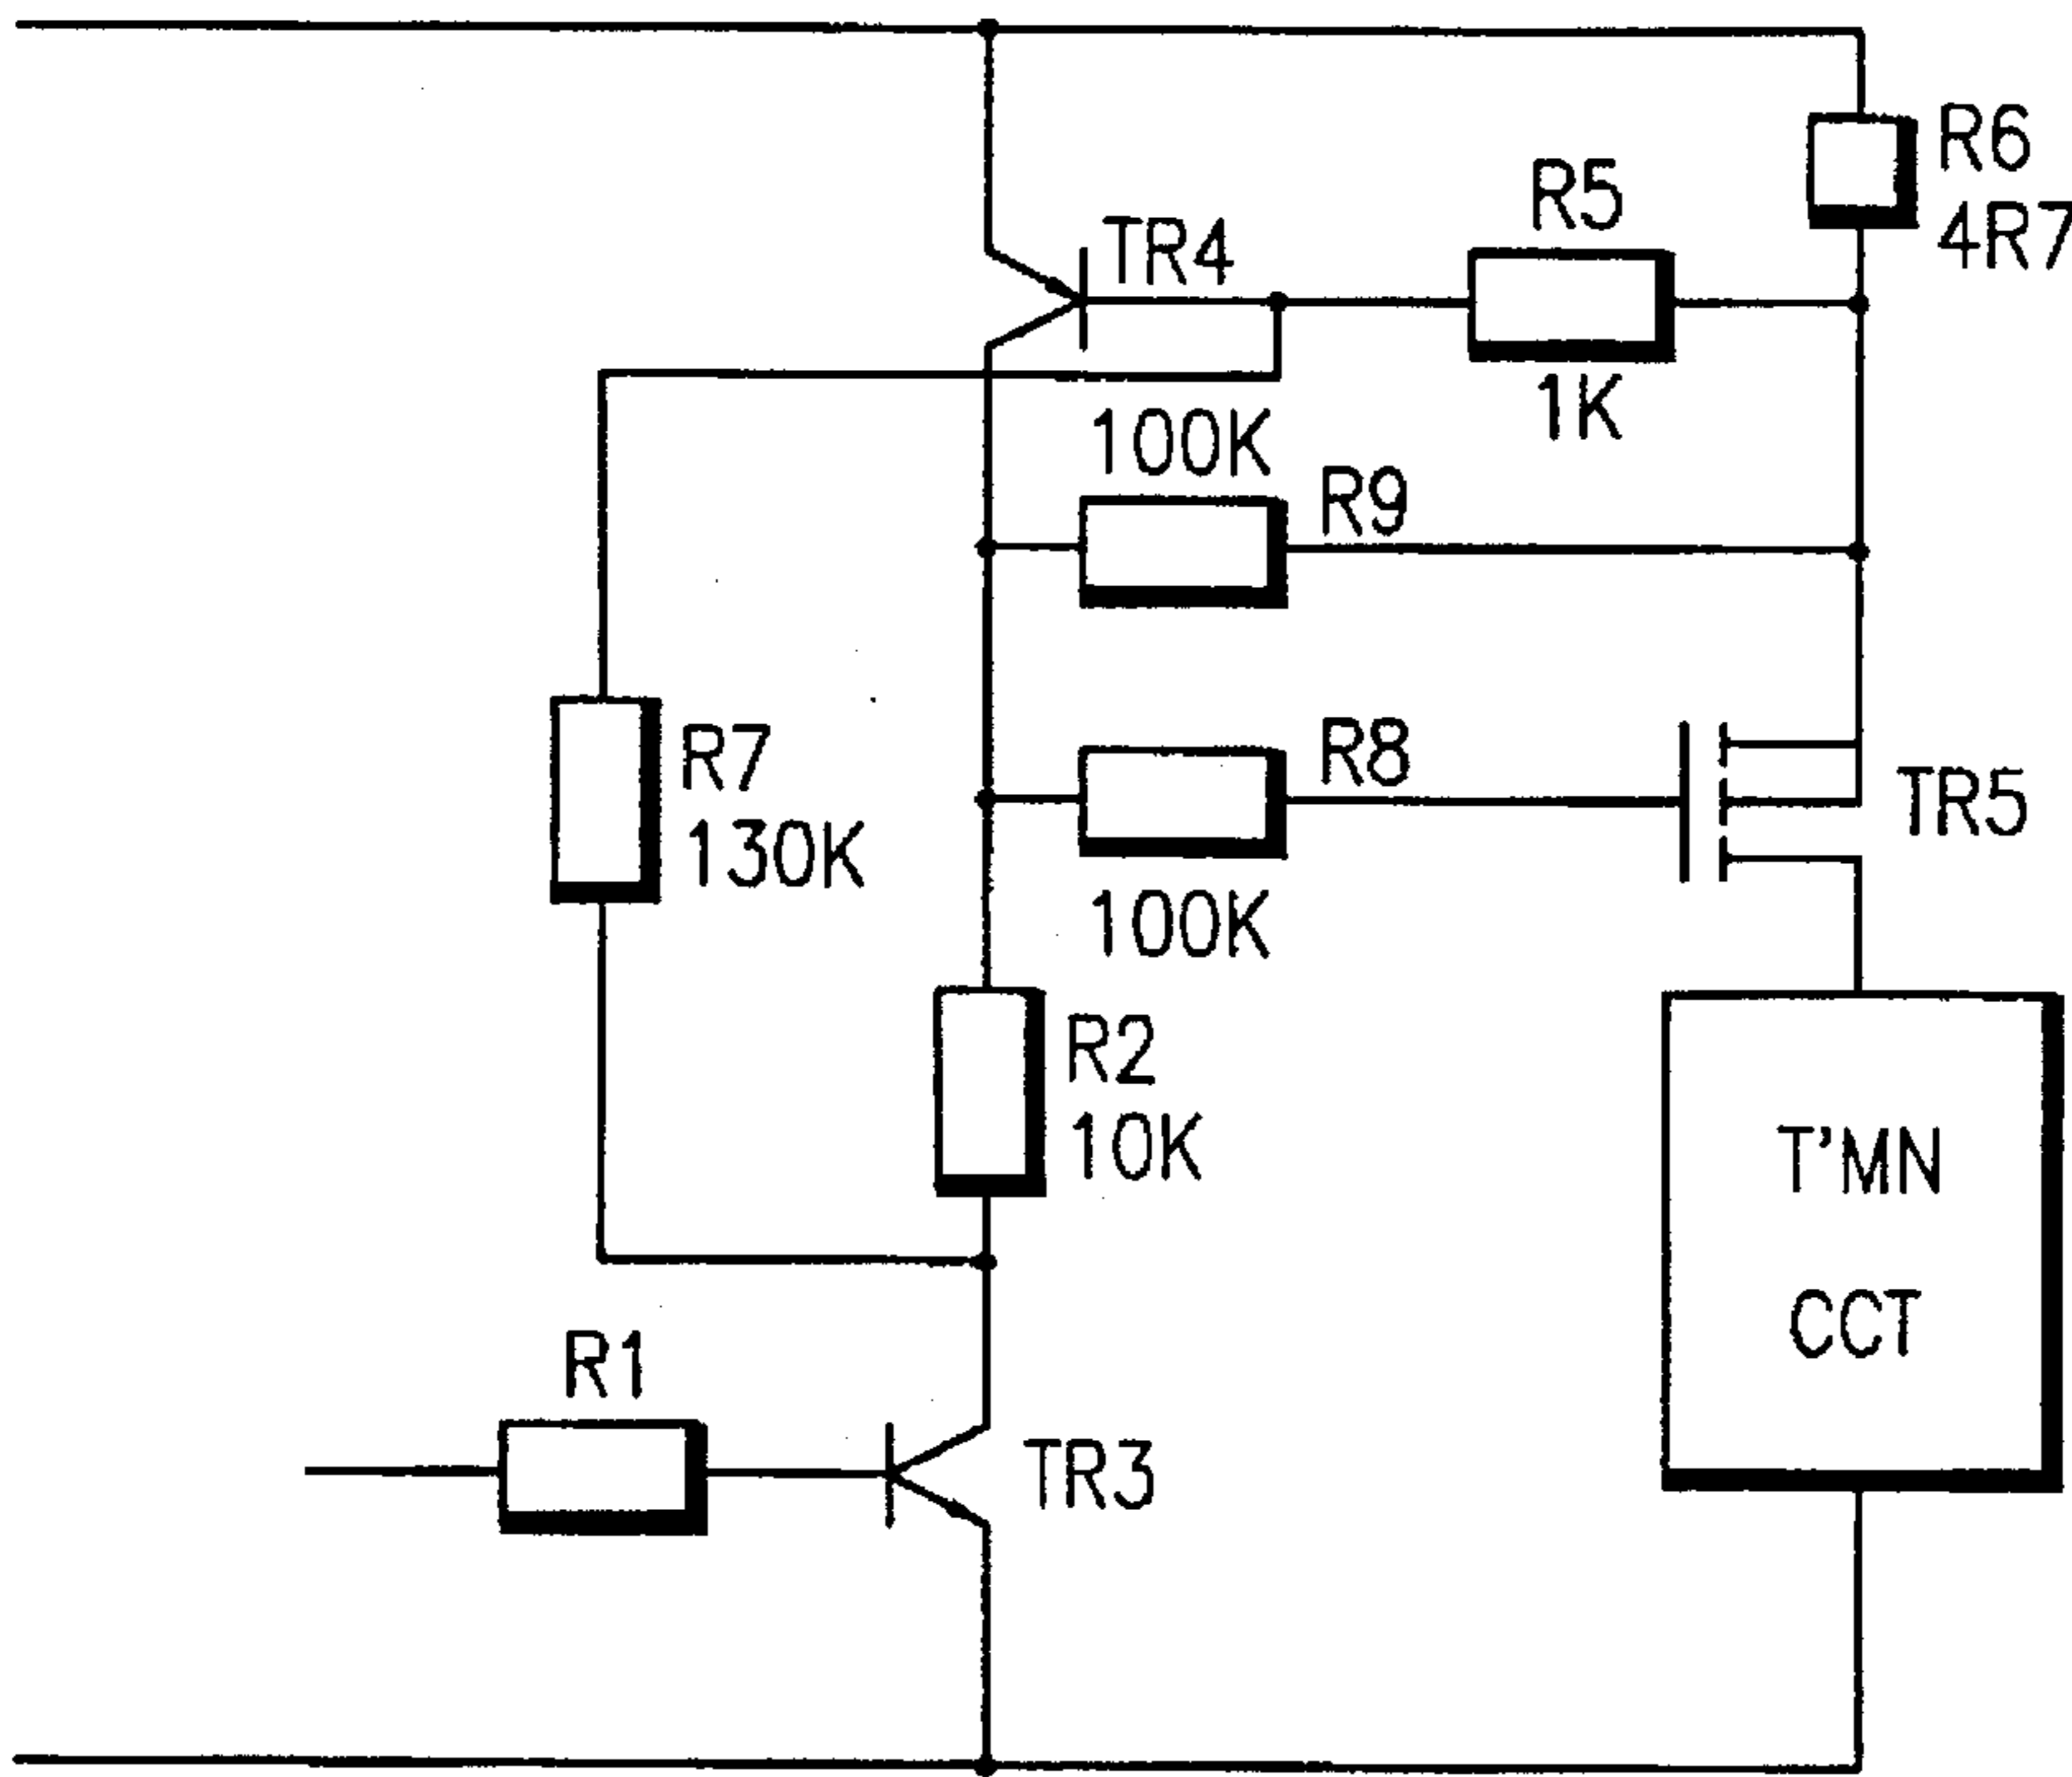 R6
4R7
R5
1K
TR4
100K
R9
R7
130K
R8
100K
TR5
R2
10K
T'MN
CCT
R1
TR3